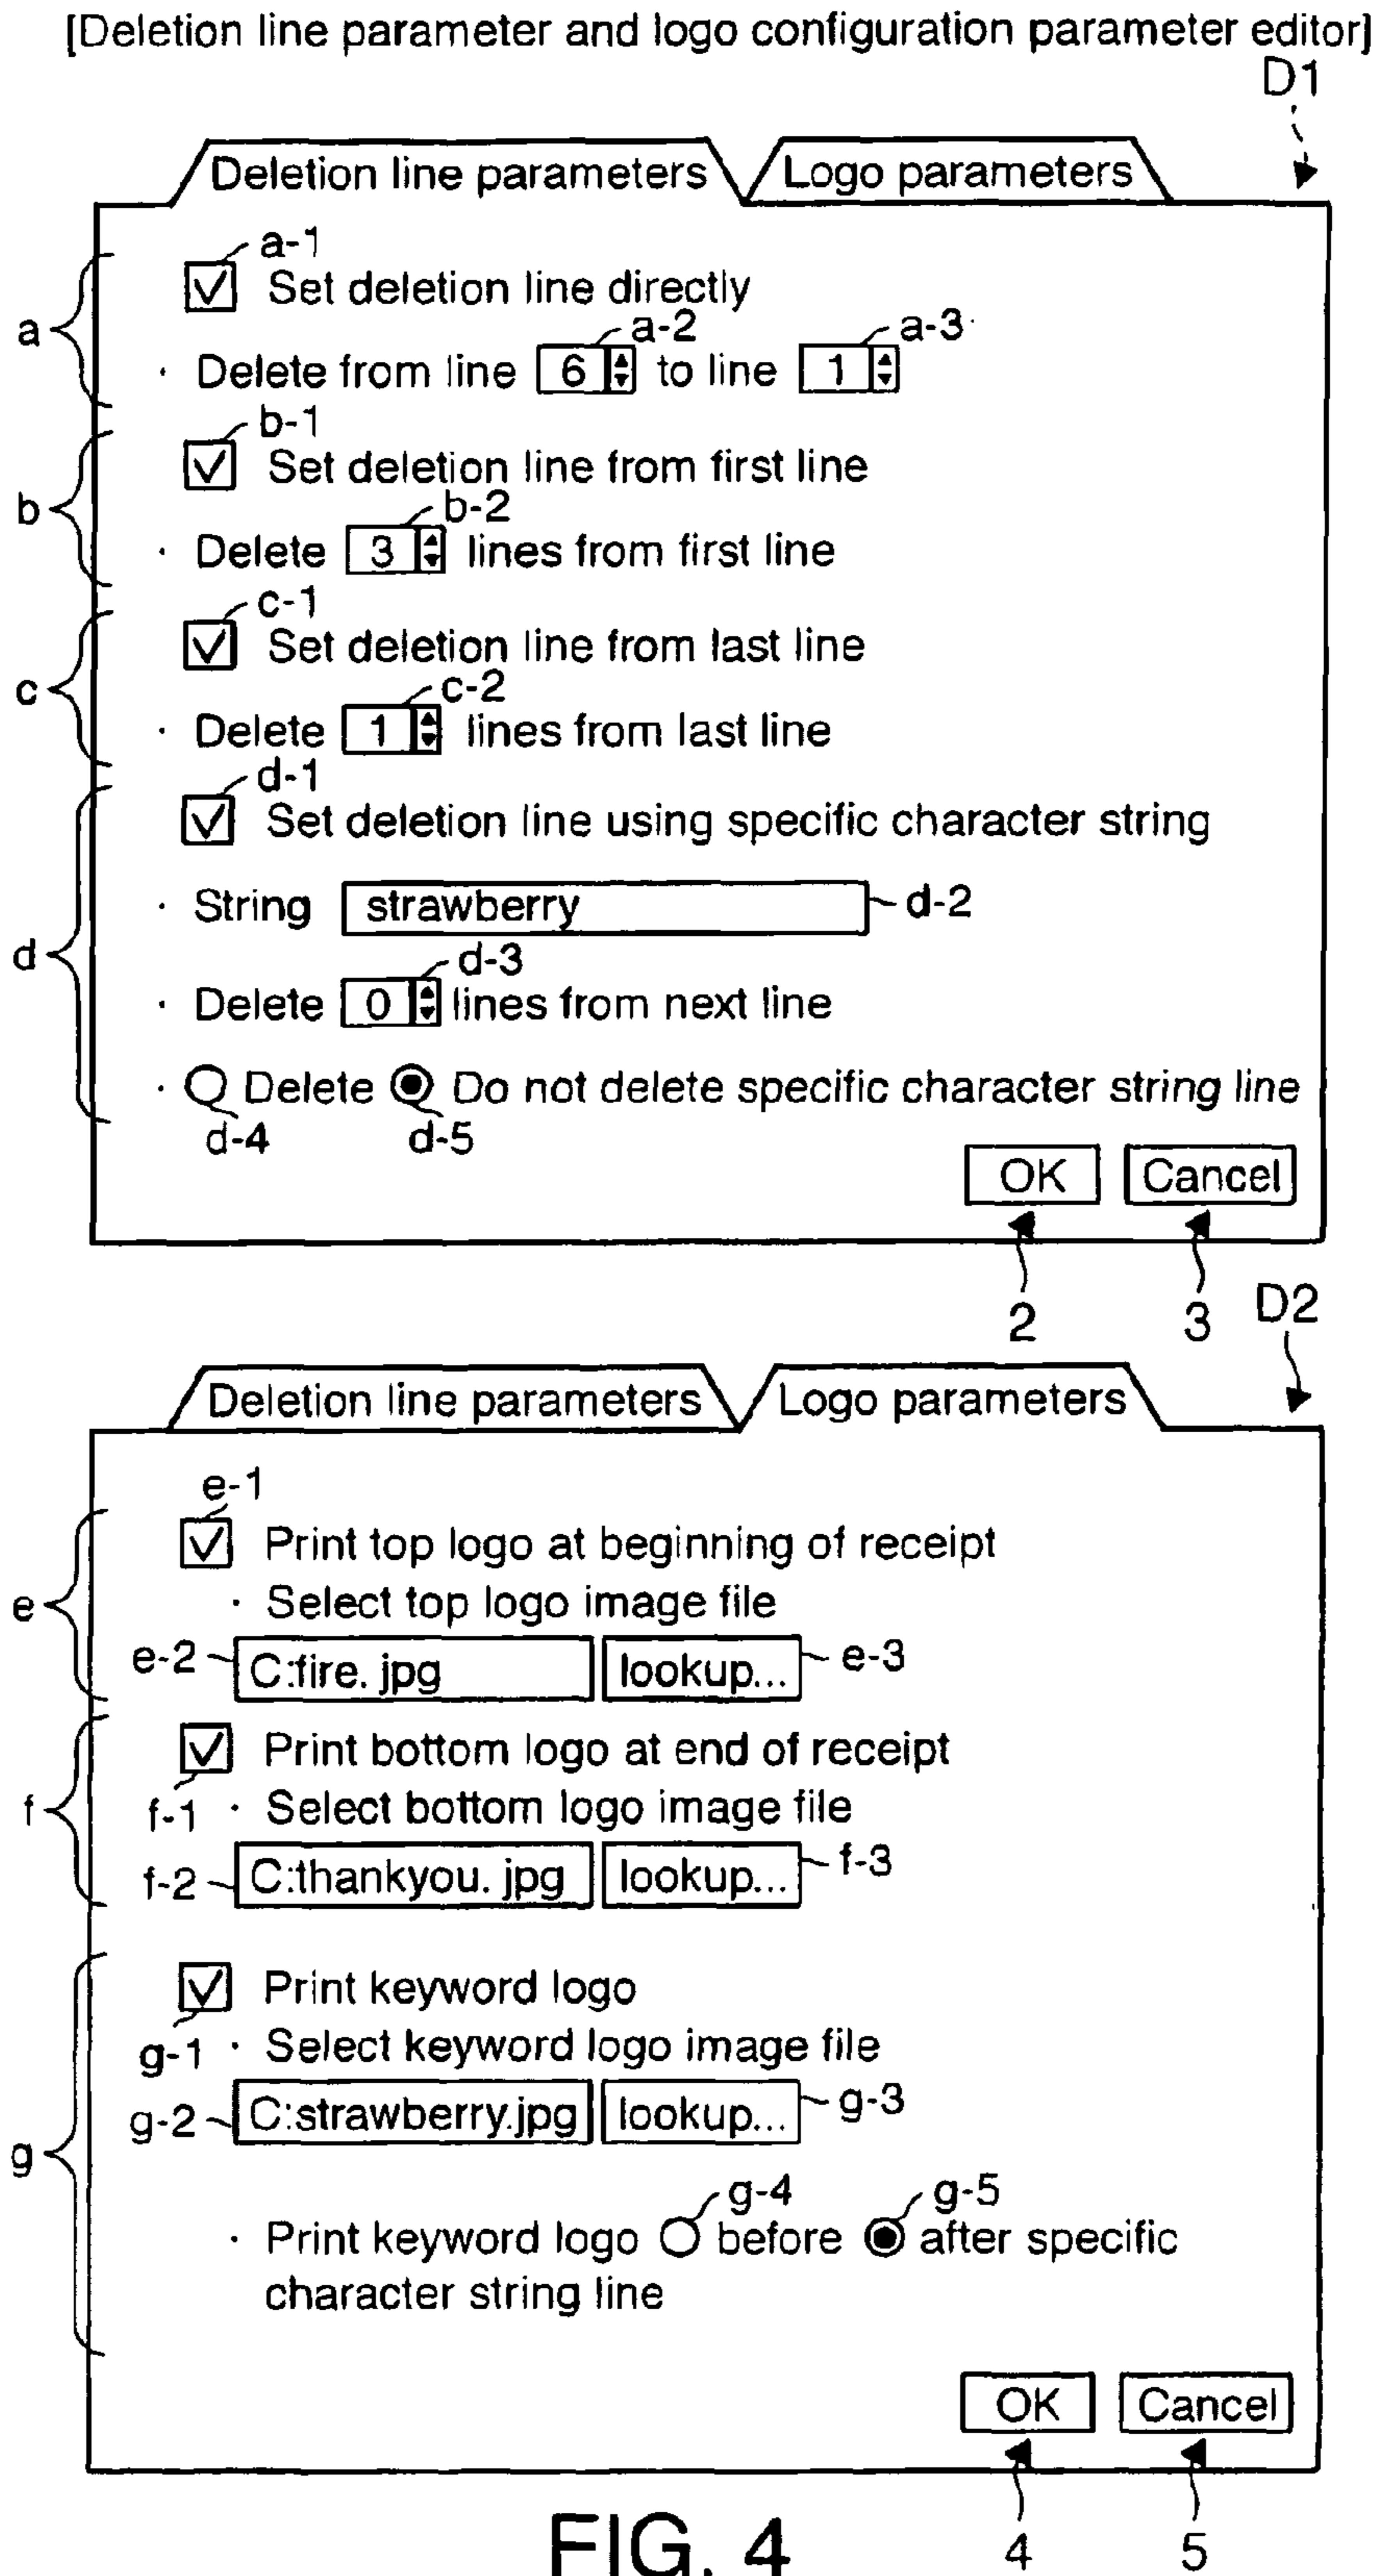 [Deletion line parameter and logo configuration parameter editor]
D1
Deletion line parameters Logo parameters
a-1
Set deletion line directly
a
a-2 a-3
· Delete from line 6 to line 1
b-1
Set deletion line from first line
b
b-2
· Delete 3 lines from first line
c-1
Set deletion line from last line
c
c-2
· Delete 1 lines from last line
d-1
Set deletion line using specific character string
· String strawberry d-2
d
d-3
· Delete 0 lines from next line
· Delete Do not delete specific character string line
d-4 d-5
OK Cancel
2 3
D2
Deletion line parameters Logo parameters
e-1
Print top logo at beginning of receipt
e
· Select top logo image file
e-2 C:fire. jpg lookup... e-3
Print bottom logo at end of receipt
f
f-1 · Select bottom logo image file
f-2 C:thankyou. jpg lookup... f-3
Print keyword logo
g-1 · Select keyword logo image file
g-2 C:strawberry.jpg lookup... g-3
g
g-4 g-5
· Print keyword logo before after specific
character string line
OK Cancel
4 5
FIG. 4